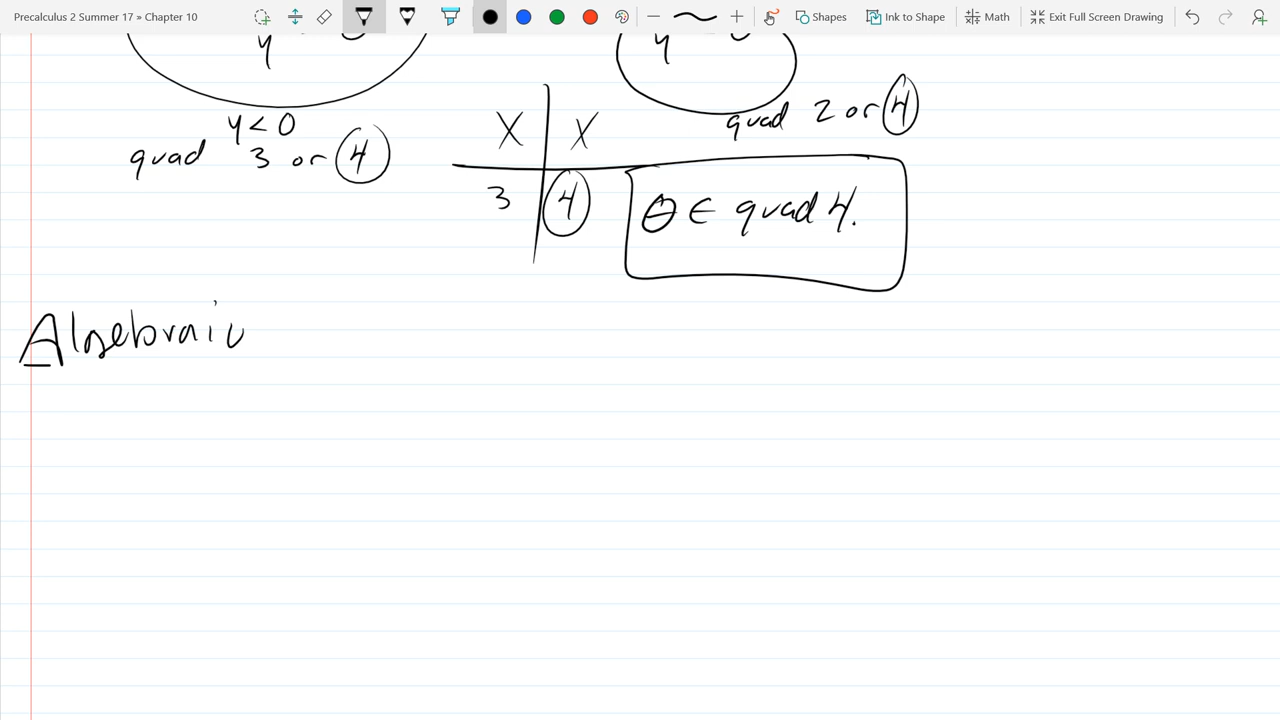 Precalculus 2 Summer 17 » Chapter 10
Shapes
Ink to Shape
Math
Exit Full Screen Drawing
y
y
y < 0
quad 3 or 4
X X
3 4
quad 2 or 4
θ ∈ quad 4.
Algebraic